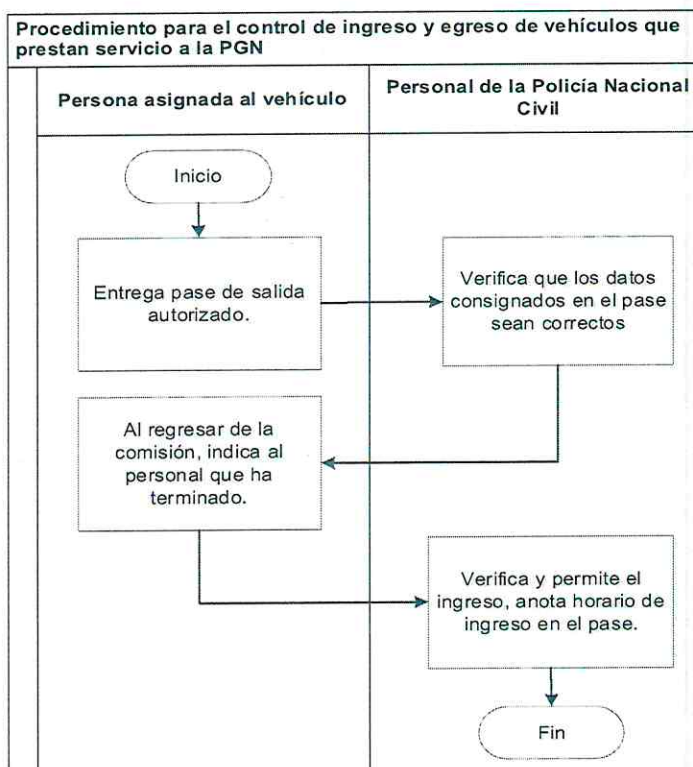 Procedimiento para el control de ingreso y egreso de vehículos que
prestan servicio a la PGN
Persona asignada al vehículo
Personal de la Policía Nacional
Civil
Inicio
Entrega pase de salida
autorizado.
Verifica que los datos
consignados en el pase
sean correctos
Al regresar de la
comisión, indica al
personal que ha
terminado.
Verifica y permite el
ingreso, anota horario de
ingreso en el pase.
Fin